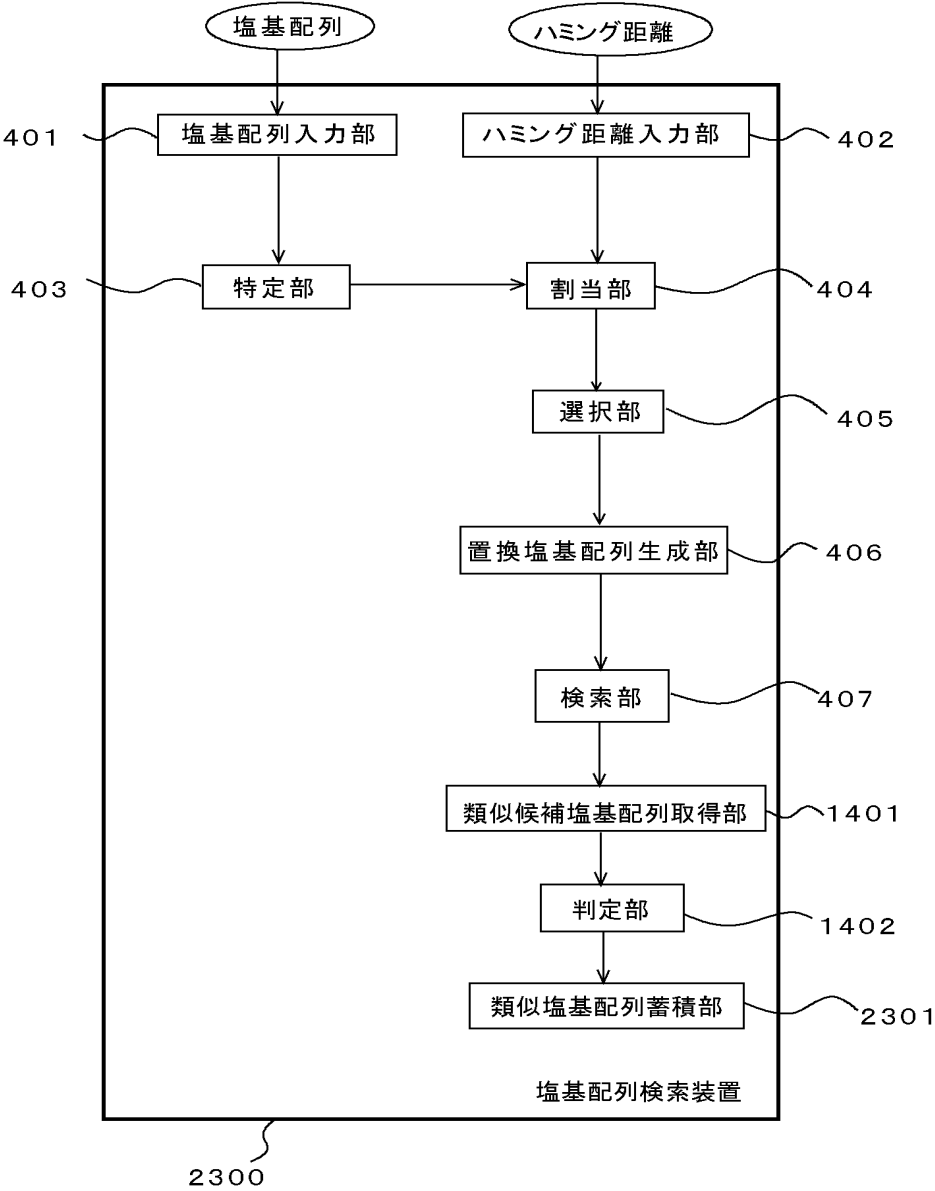 塩基配列
ハミング距離
401
塩基配列入力部
ハミング距離入力部
402
403
特定部
割当部
404
選択部
405
置換塩基配列生成部
406
検索部
407
類似候補塩基配列取得部
1401
判定部
1402
類似塩基配列蓄積部
2301
塩基配列検索装置
2300